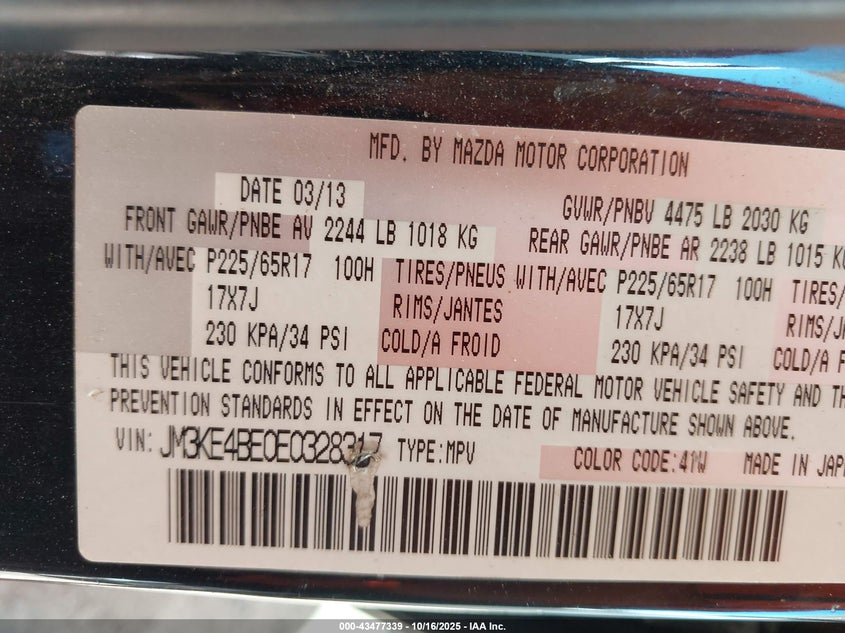 MFD. BY MAZDA MOTOR CORPORATION
DATE 03/13 GVWR/PNBV 4475 LB 2030 KG
FRONT GAWR/PNBE AV 2244 LB 1018 KG REAR GAWR/PNBE AR 2238 LB 1015 KG
WITH/AVEC P225/65R17 100H TIRES/PNEUS WITH/AVEC P225/65R17 100H TIRES/
17X7J RIMS/JANTES 17X7J RIMS/J
230 KPA/34 PSI COLD/A FROID 230 KPA/34 PSI COLD/A F
THIS VEHICLE CONFORMS TO ALL APPLICABLE FEDERAL MOTOR VEHICLE SAFETY AND TH
PREVENTION STANDARDS IN EFFECT ON THE DATE OF MANUFACTURE SHOWN ABOVE.
VIN: JM3KE4BE0E0328317 TYPE:MPV COLOR CODE:41W MADE IN JAP
000-43477339 - 10/16/2025 - IAA Inc.